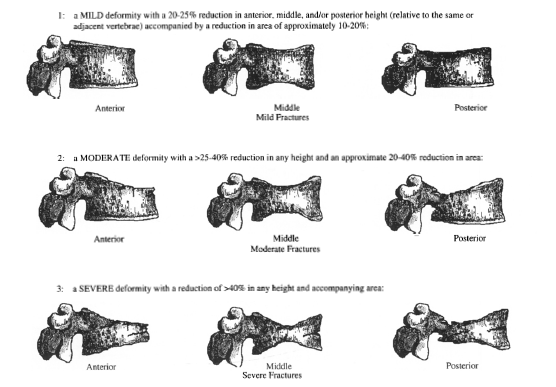 1: a MILD deformity with a 20-25% reduction in anterior, middle, and/or posterior height (relative to the same or
adjacent vertebrae) accompanied by a reduction in area of approximately 10-20%:
Anterior
Middle
Posterior
Mild Fractures
2: a MODERATE deformity with a >25-40% reduction in any height and an approximate 20-40% reduction in area:
Anterior
Middle
Posterior
Moderate Fractures
3: a SEVERE deformity with a reduction of >40% in any height and accompanying area:
Anterior
Middle
Posterior
Severe Fractures